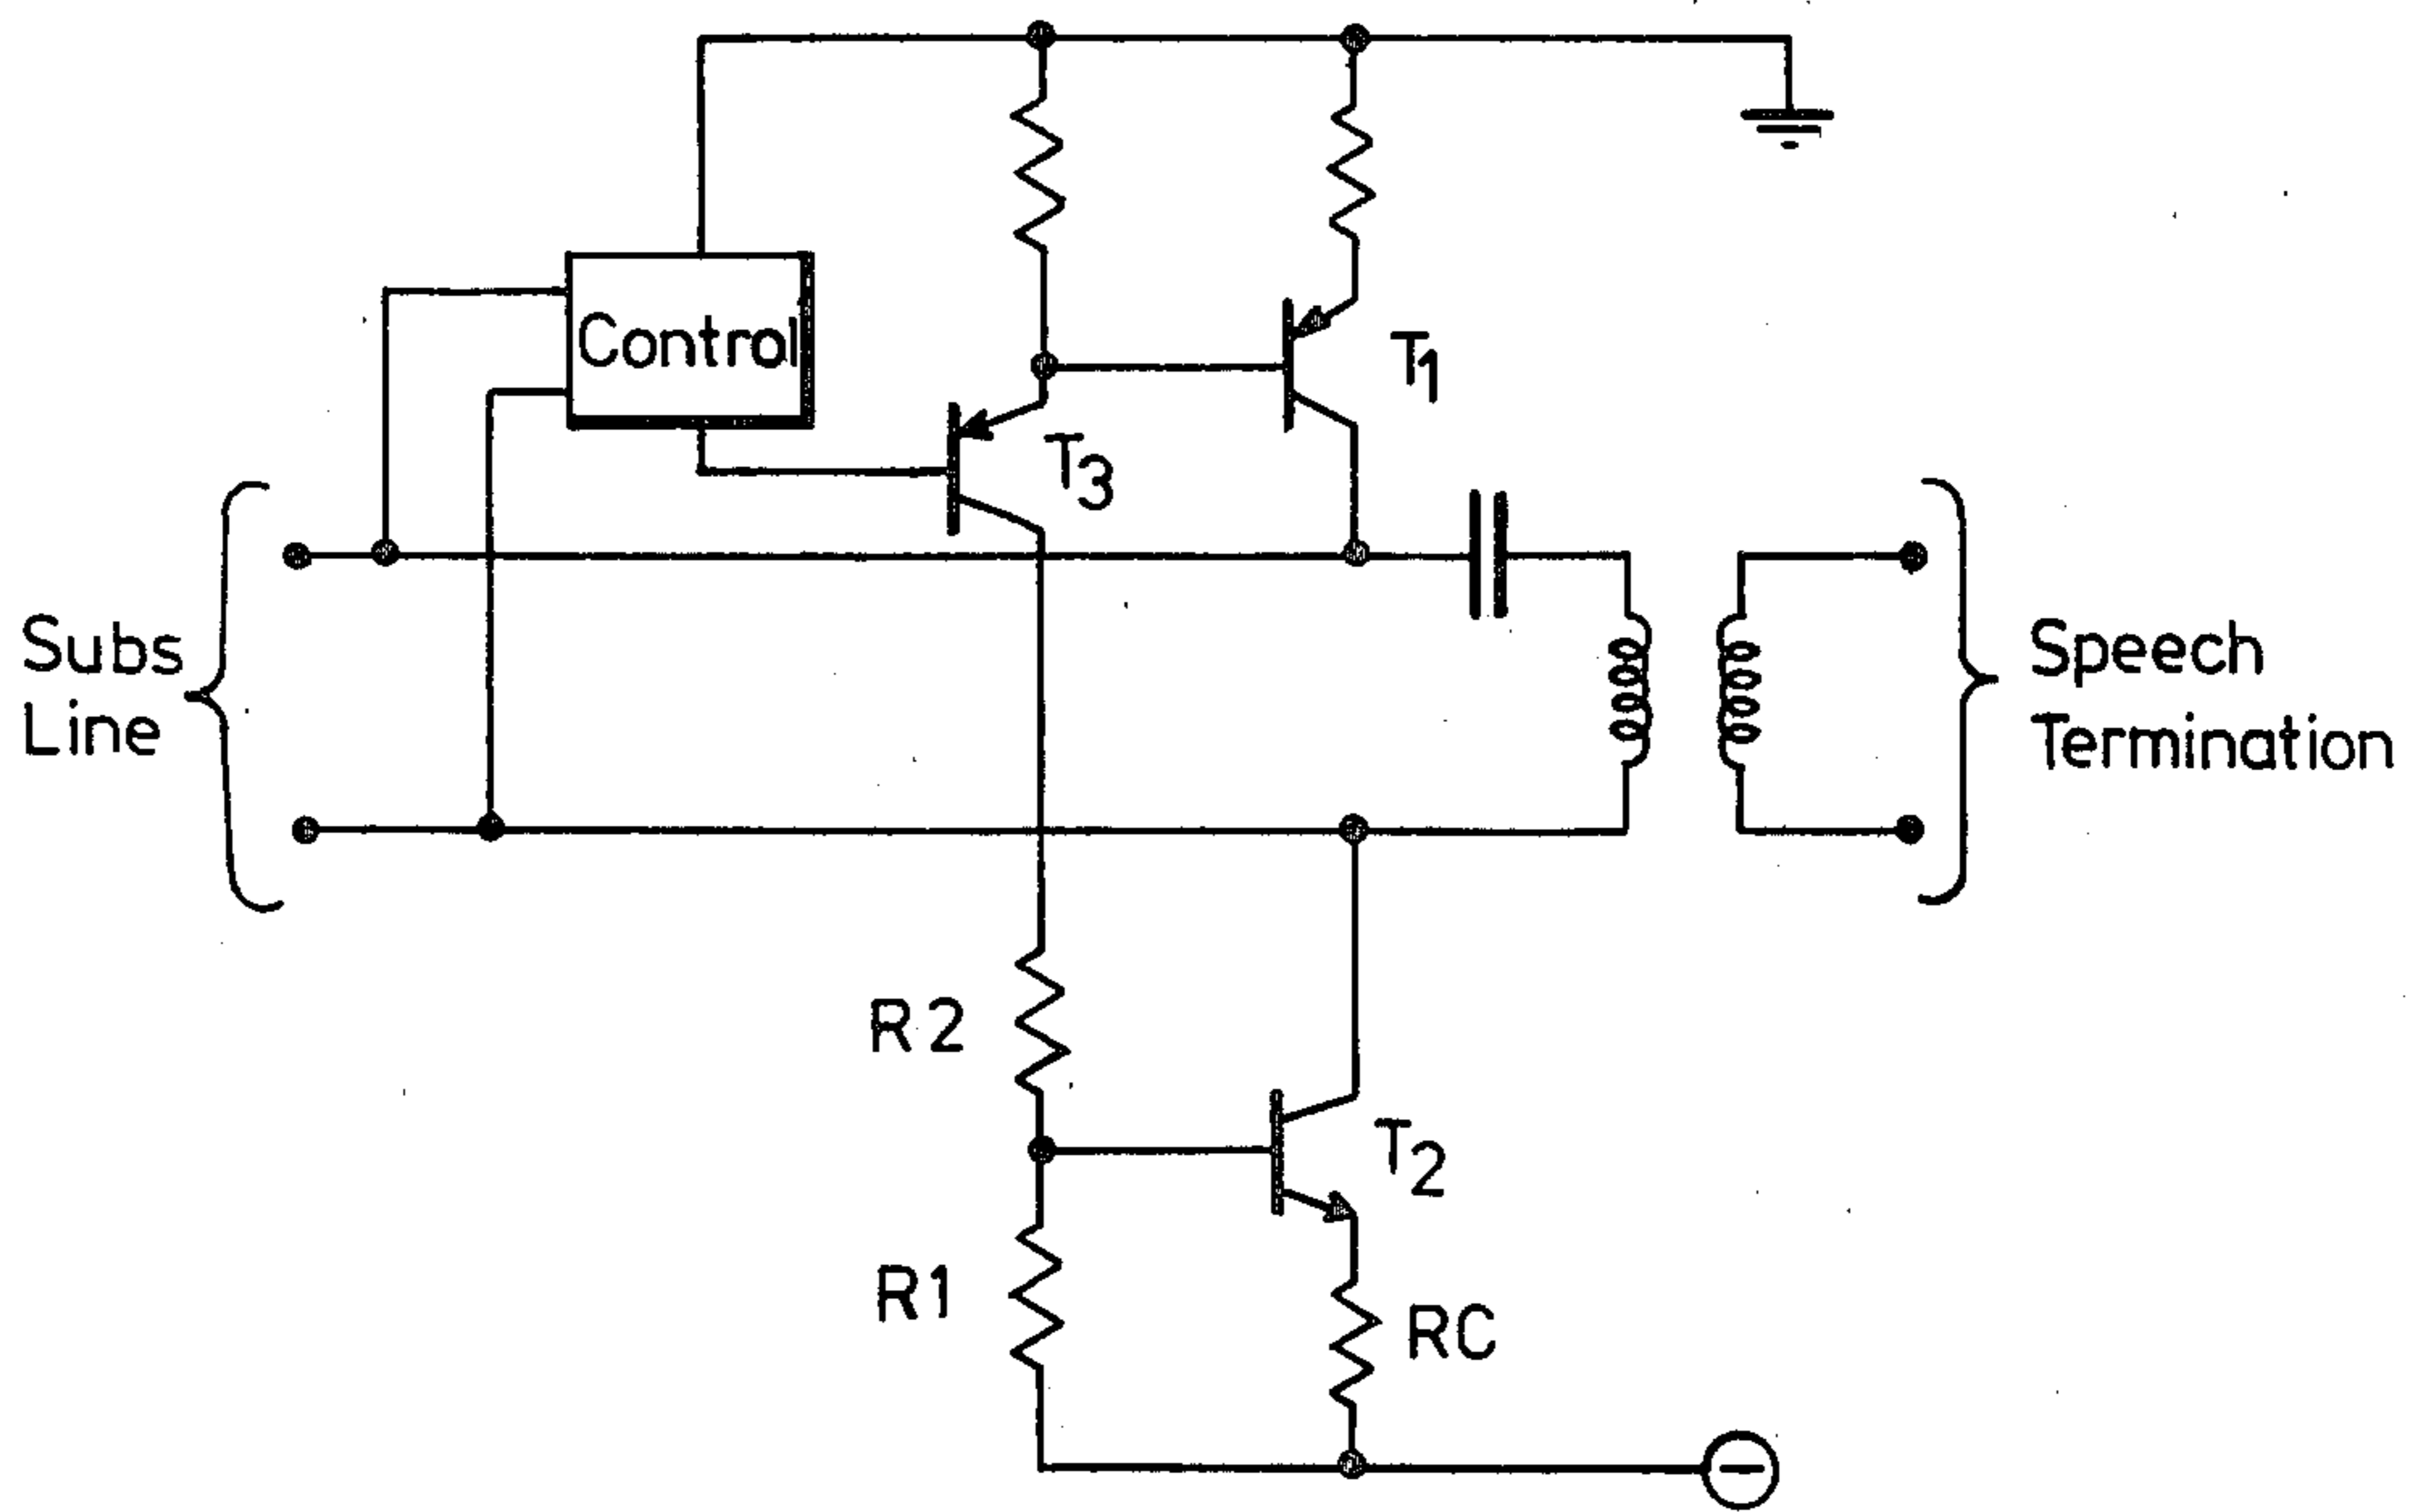 Control
T1
T3
Subs
Line
Speech
Termination
R2
T2
R1
RC